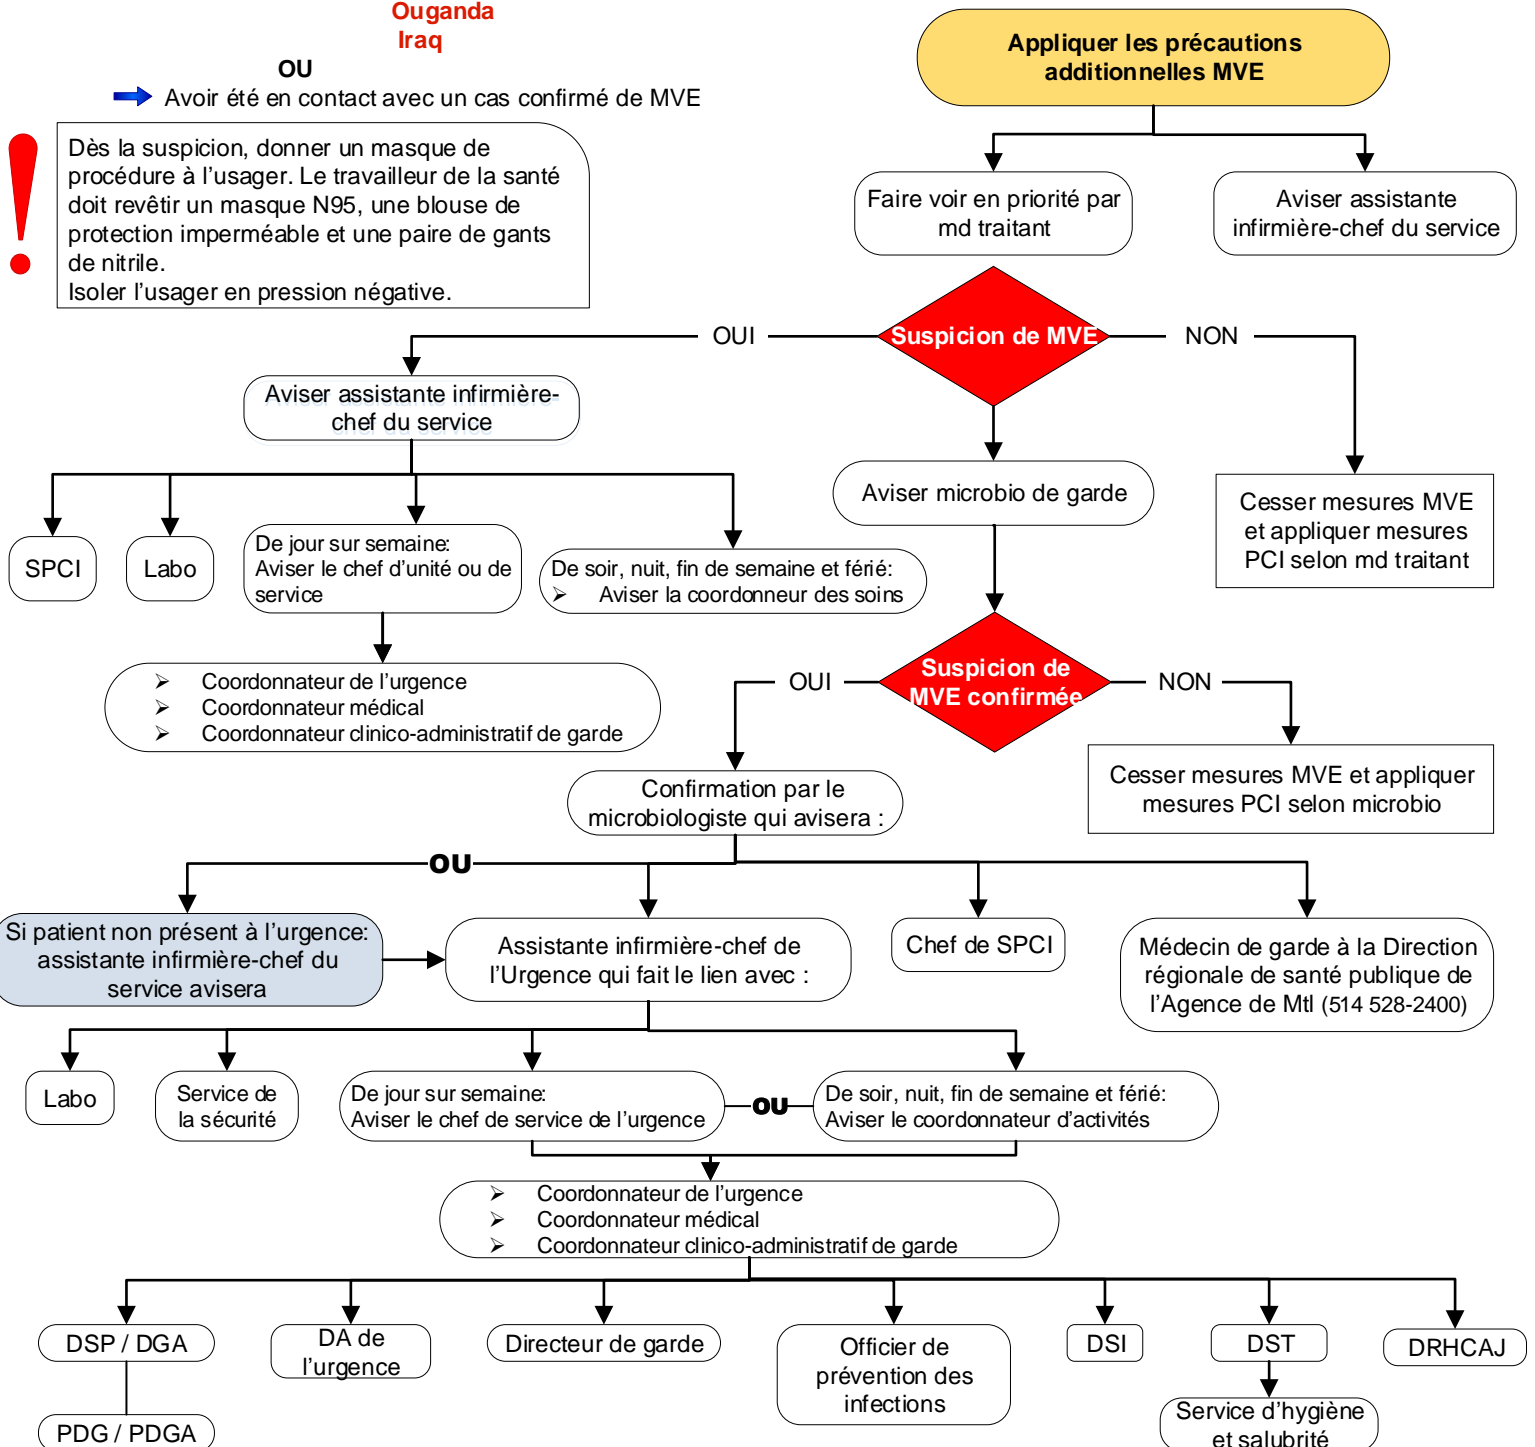 Ouganda
Iraq
OU
Avoir été en contact avec un cas confirmé de MVE
Dès la suspicion, donner un masque de
procédure à l'usager. Le travailleur de la santé
doit revêtir un masque N95, une blouse de
protection imperméable et une paire de gants
de nitrile.
Isoler l'usager en pression négative.
Appliquer les précautions
additionnelles MVE
Faire voir en priorité par
md traitant
Aviser assistante
infirmière-chef du service
Suspicion de MVE
OUI
NON
Aviser assistante infirmière-
chef du service
Aviser microbio de garde
Cesser mesures MVE
et appliquer mesures
PCI selon md traitant
SPCI
Labo
De jour sur semaine:
Aviser le chef d'unité ou de
service
De soir, nuit, fin de semaine et férié:
➢ Aviser la coordonneur des soins
➢ Coordonnateur de l'urgence
➢ Coordonnateur médical
➢ Coordonnateur clinico-administratif de garde
Suspicion de
MVE confirmée
OUI
NON
Cesser mesures MVE et appliquer
mesures PCI selon microbio
Confirmation par le
microbiologiste qui avisera :
OU
Si patient non présent à l'urgence:
assistante infirmière-chef du
service avisera
Assistante infirmière-chef de
l'Urgence qui fait le lien avec :
Chef de SPCI
Médecin de garde à la Direction
régionale de santé publique de
l'Agence de Mtl (514 528-2400)
Labo
Service de
la sécurité
De jour sur semaine:
Aviser le chef de service de l'urgence
OU
De soir, nuit, fin de semaine et férié:
Aviser le coordonnateur d'activités
➢ Coordonnateur de l'urgence
➢ Coordonnateur médical
➢ Coordonnateur clinico-administratif de garde
DSP / DGA
DA de
l'urgence
Directeur de garde
Officier de
prévention des
infections
DSI
DST
DRHCAJ
PDG / PDGA
Service d'hygiène
et salubrité